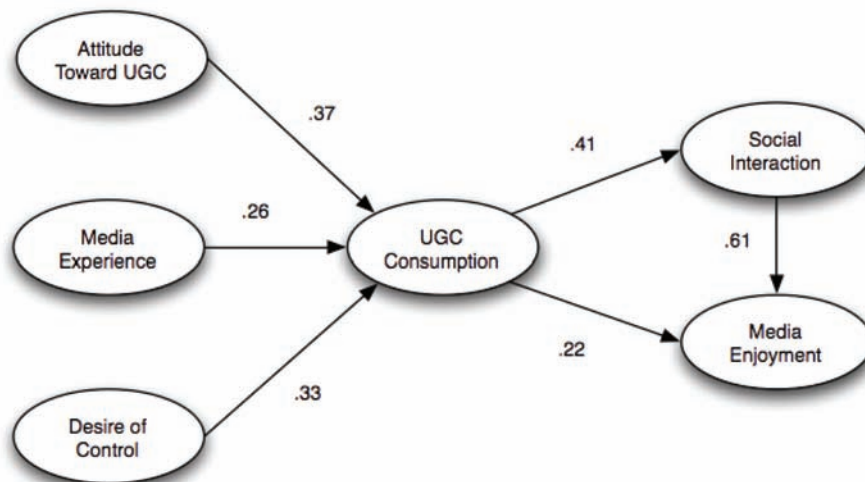 Attitude
Toward UGC
.37
Media
Experience
.26
Desire of
Control
.33
UGC
Consumption
.41
Social
Interaction
.61
.22
Media
Enjoyment